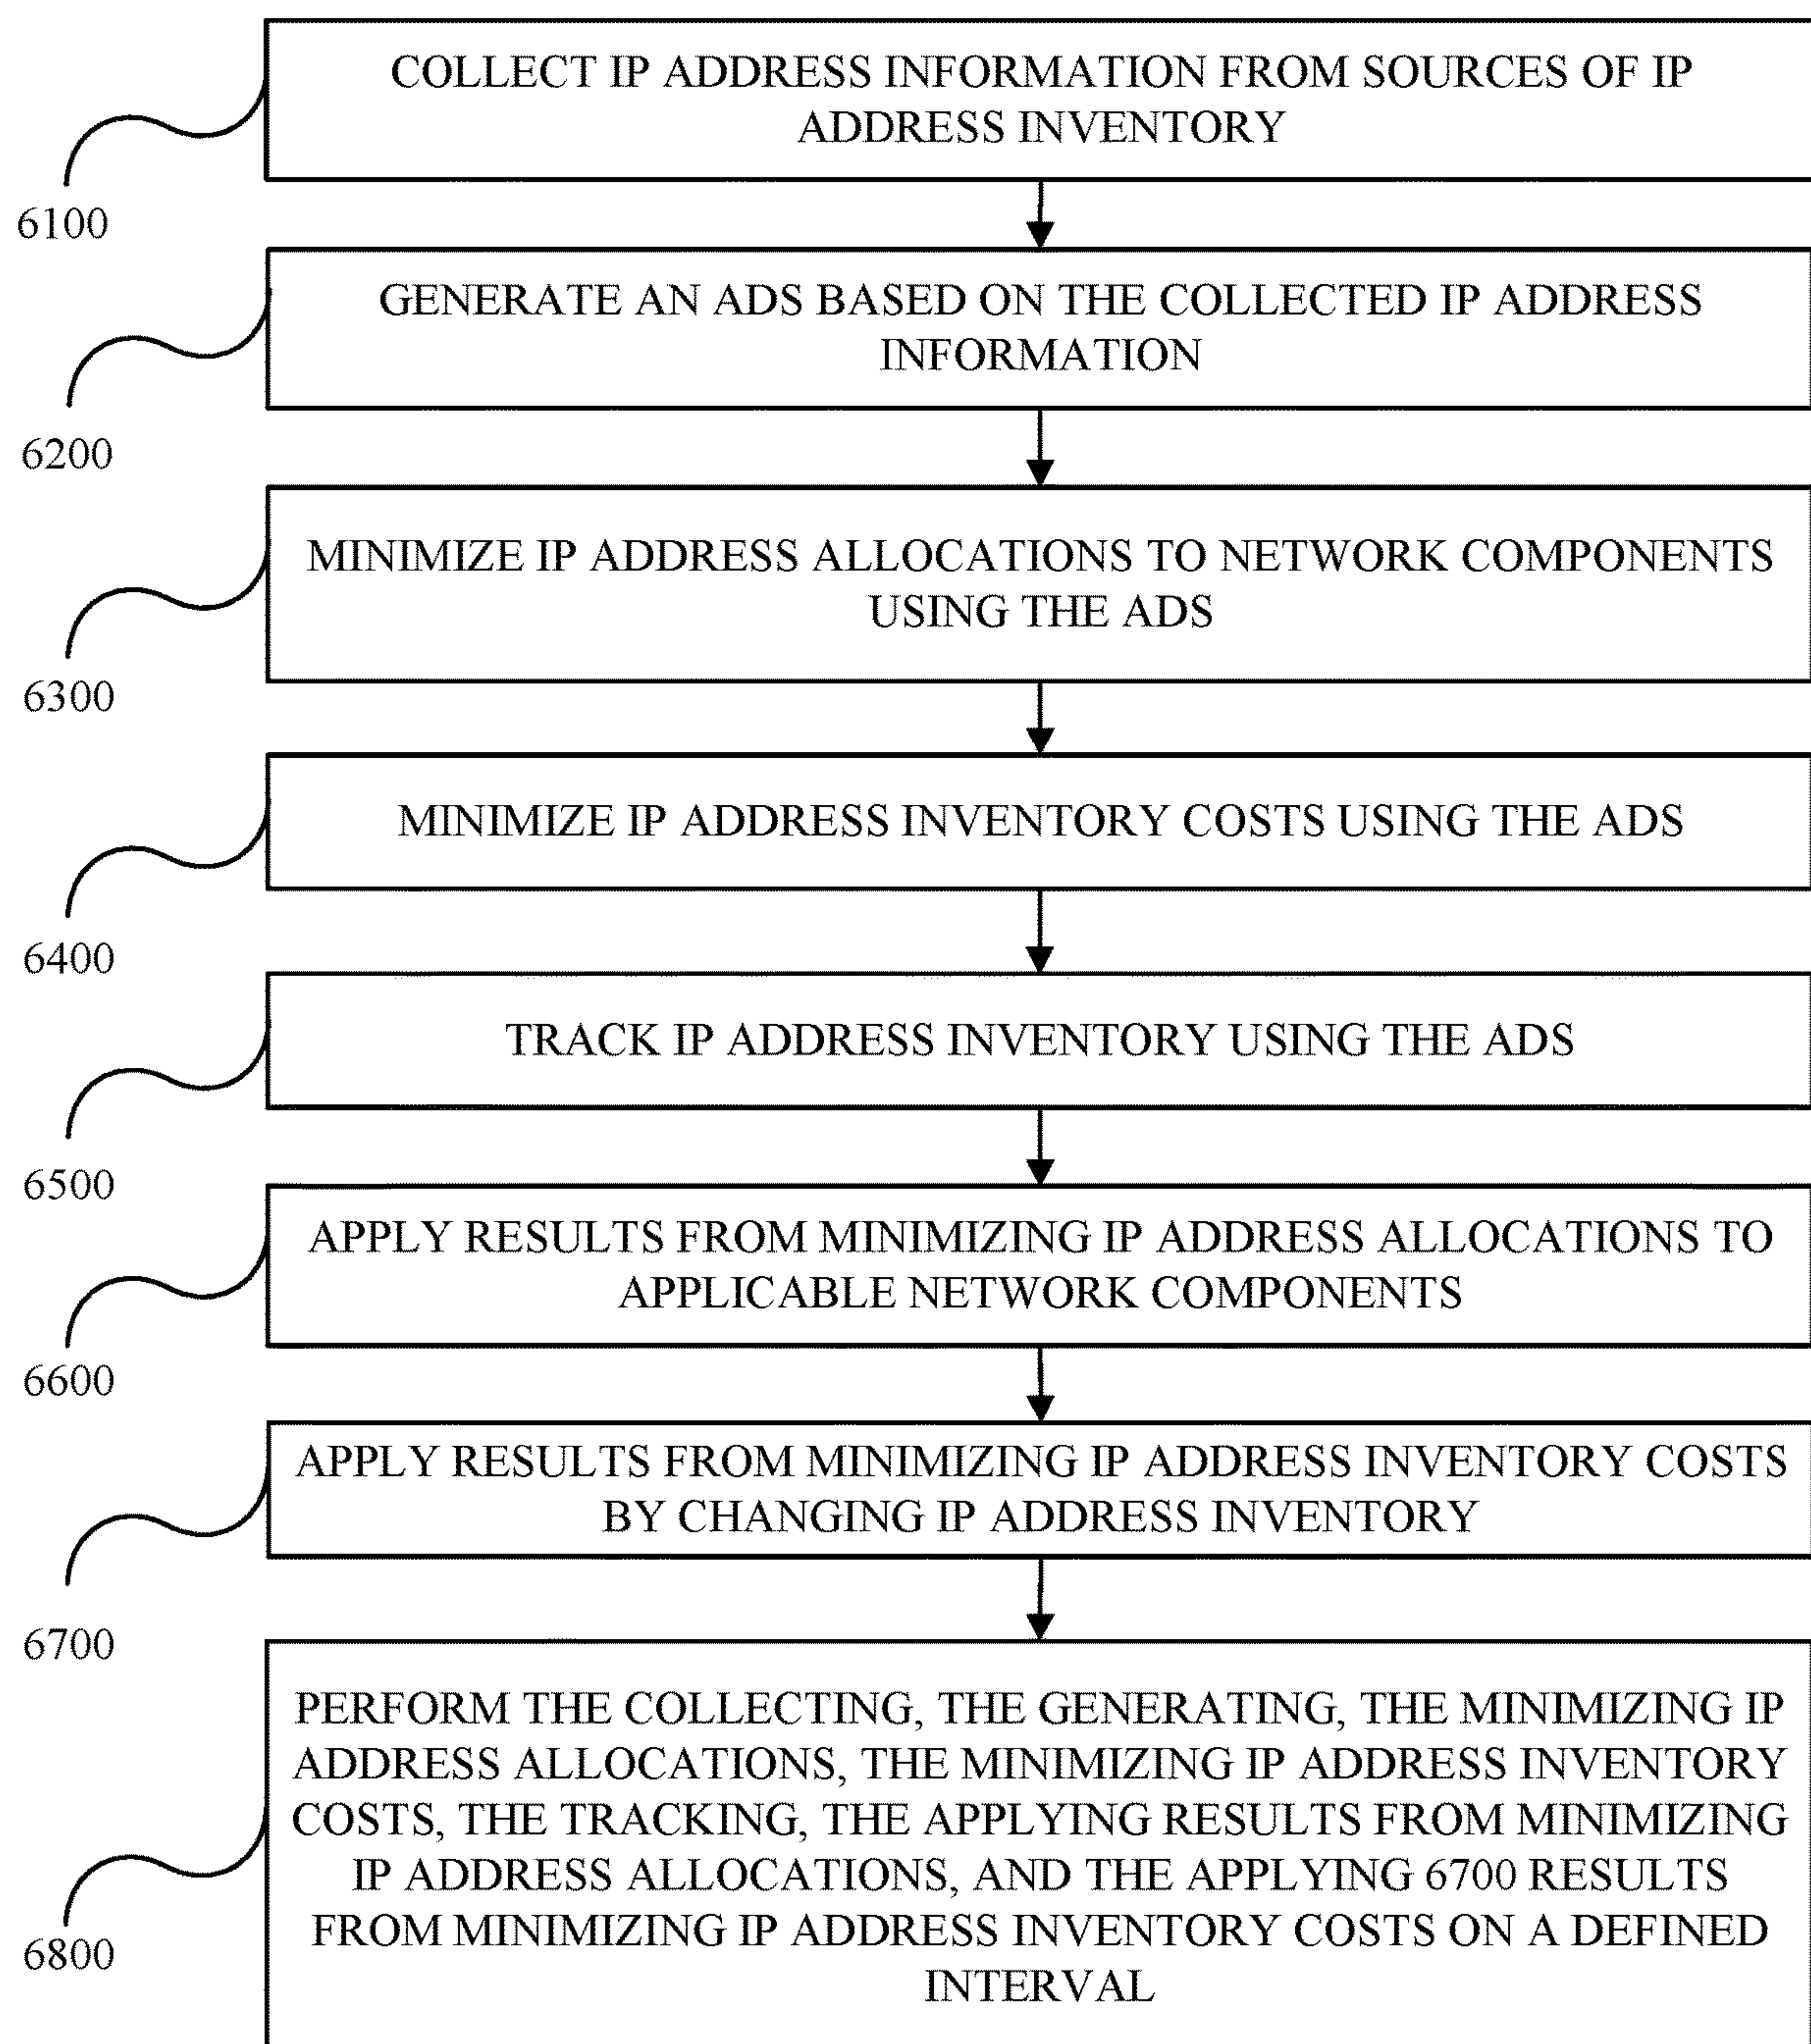 COLLECT IP ADDRESS INFORMATION FROM SOURCES OF IP
ADDRESS INVENTORY
6100
GENERATE AN ADS BASED ON THE COLLECTED IP ADDRESS
INFORMATION
6200
MINIMIZE IP ADDRESS ALLOCATIONS TO NETWORK COMPONENTS
USING THE ADS
6300
MINIMIZE IP ADDRESS INVENTORY COSTS USING THE ADS
6400
TRACK IP ADDRESS INVENTORY USING THE ADS
6500
APPLY RESULTS FROM MINIMIZING IP ADDRESS ALLOCATIONS TO
APPLICABLE NETWORK COMPONENTS
6600
APPLY RESULTS FROM MINIMIZING IP ADDRESS INVENTORY COSTS
BY CHANGING IP ADDRESS INVENTORY
6700
PERFORM THE COLLECTING, THE GENERATING, THE MINIMIZING IP
ADDRESS ALLOCATIONS, THE MINIMIZING IP ADDRESS INVENTORY
COSTS, THE TRACKING, THE APPLYING RESULTS FROM MINIMIZING
IP ADDRESS ALLOCATIONS, AND THE APPLYING 6700 RESULTS
FROM MINIMIZING IP ADDRESS INVENTORY COSTS ON A DEFINED
INTERVAL
6800